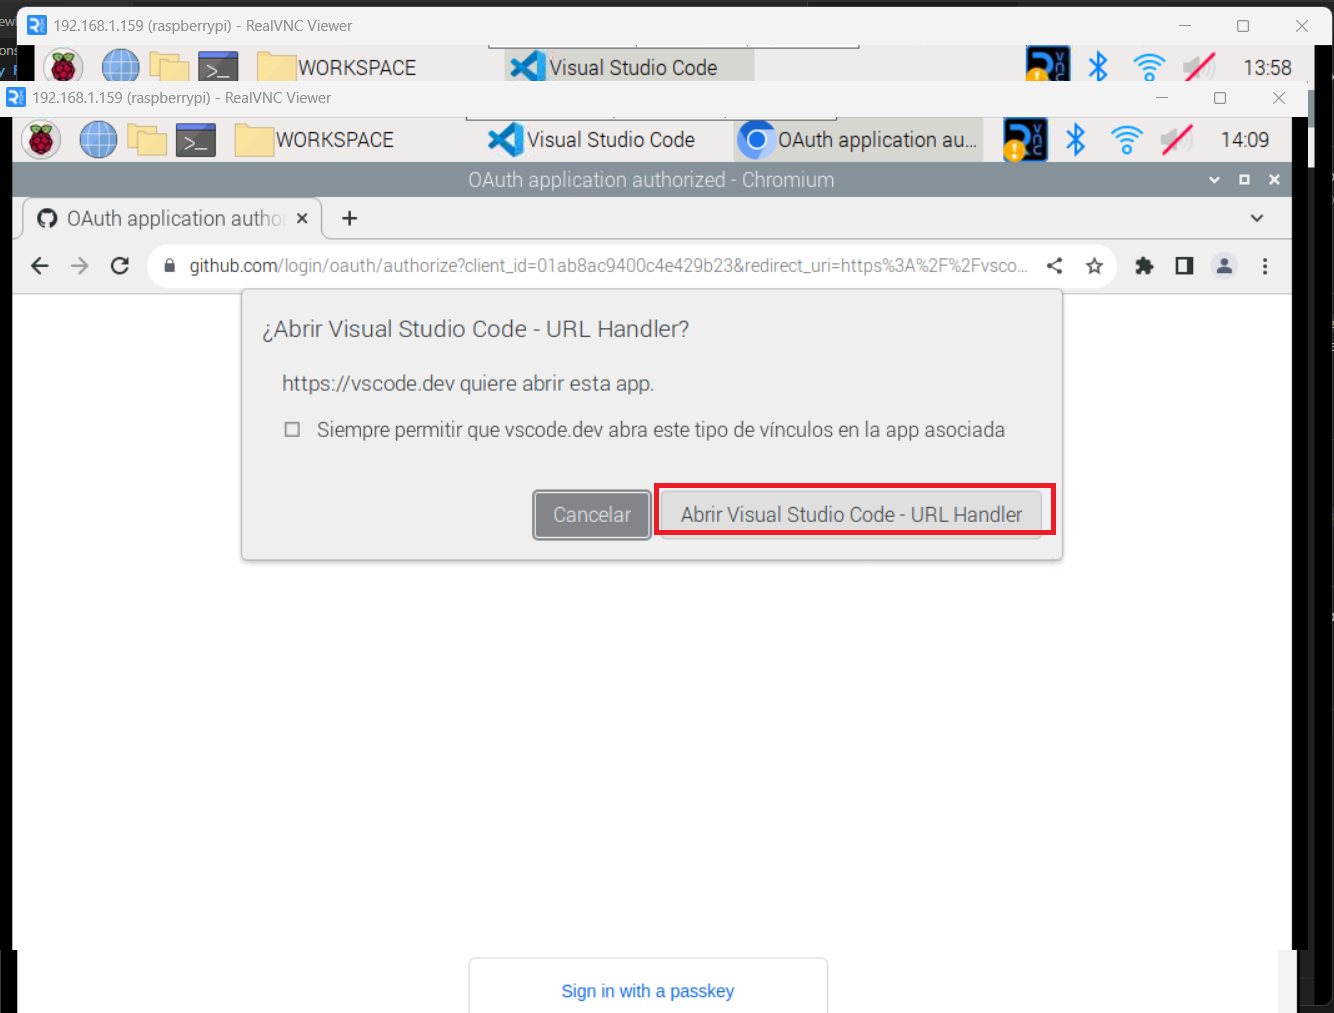 192.168.1.159 (raspberrypi) - RealVNC Viewer
WORKSPACE
Visual Studio Code
13:58
192.168.1.159 (raspberrypi) - RealVNC Viewer
WORKSPACE
Visual Studio Code
OAuth application au...
14:09
OAuth application authorized - Chromium
OAuth application autho
github.com/login/oauth/authorize?client_id=01ab8ac9400c4e429b23&redirect_uri=https%3A%2F%2Fvsco...
¿Abrir Visual Studio Code - URL Handler?
https://vscode.dev quiere abrir esta app.
Siempre permitir que vscode.dev abra este tipo de vínculos en la app asociada
Cancelar
Abrir Visual Studio Code - URL Handler
Sign in with a passkey